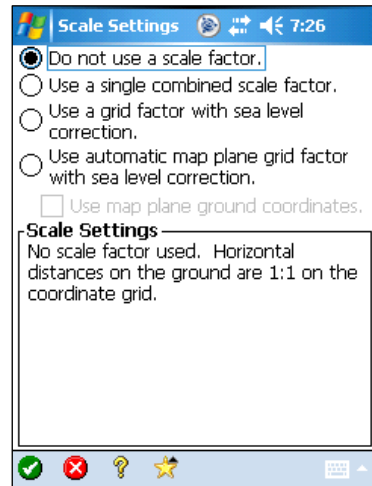 Scale Settings 7:26
Do not use a scale factor.
Use a single combined scale factor.
Use a grid factor with sea level
correction.
Use automatic map plane grid factor
with sea level correction.
Use map plane ground coordinates.
Scale Settings
No scale factor used. Horizontal
distances on the ground are 1:1 on the
coordinate grid.